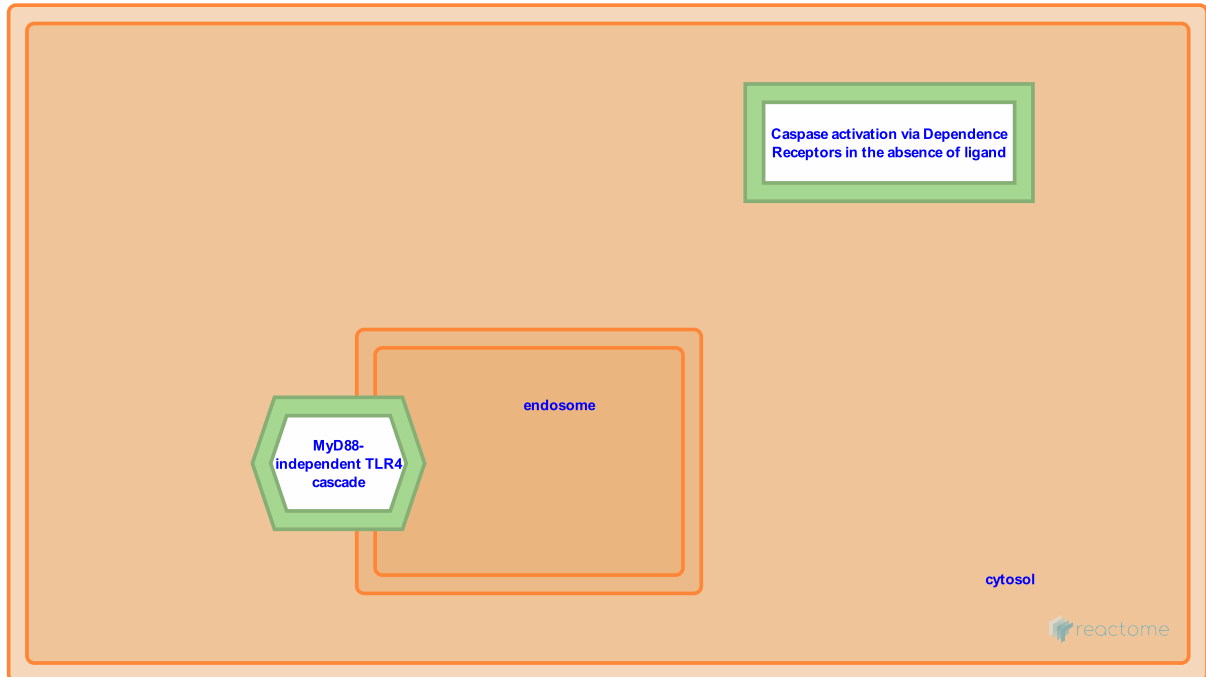 Caspase activation via Dependence
Receptors in the absence of ligand
endosome
MyD88-
independent TLR4
cascade
cytosol
reactome